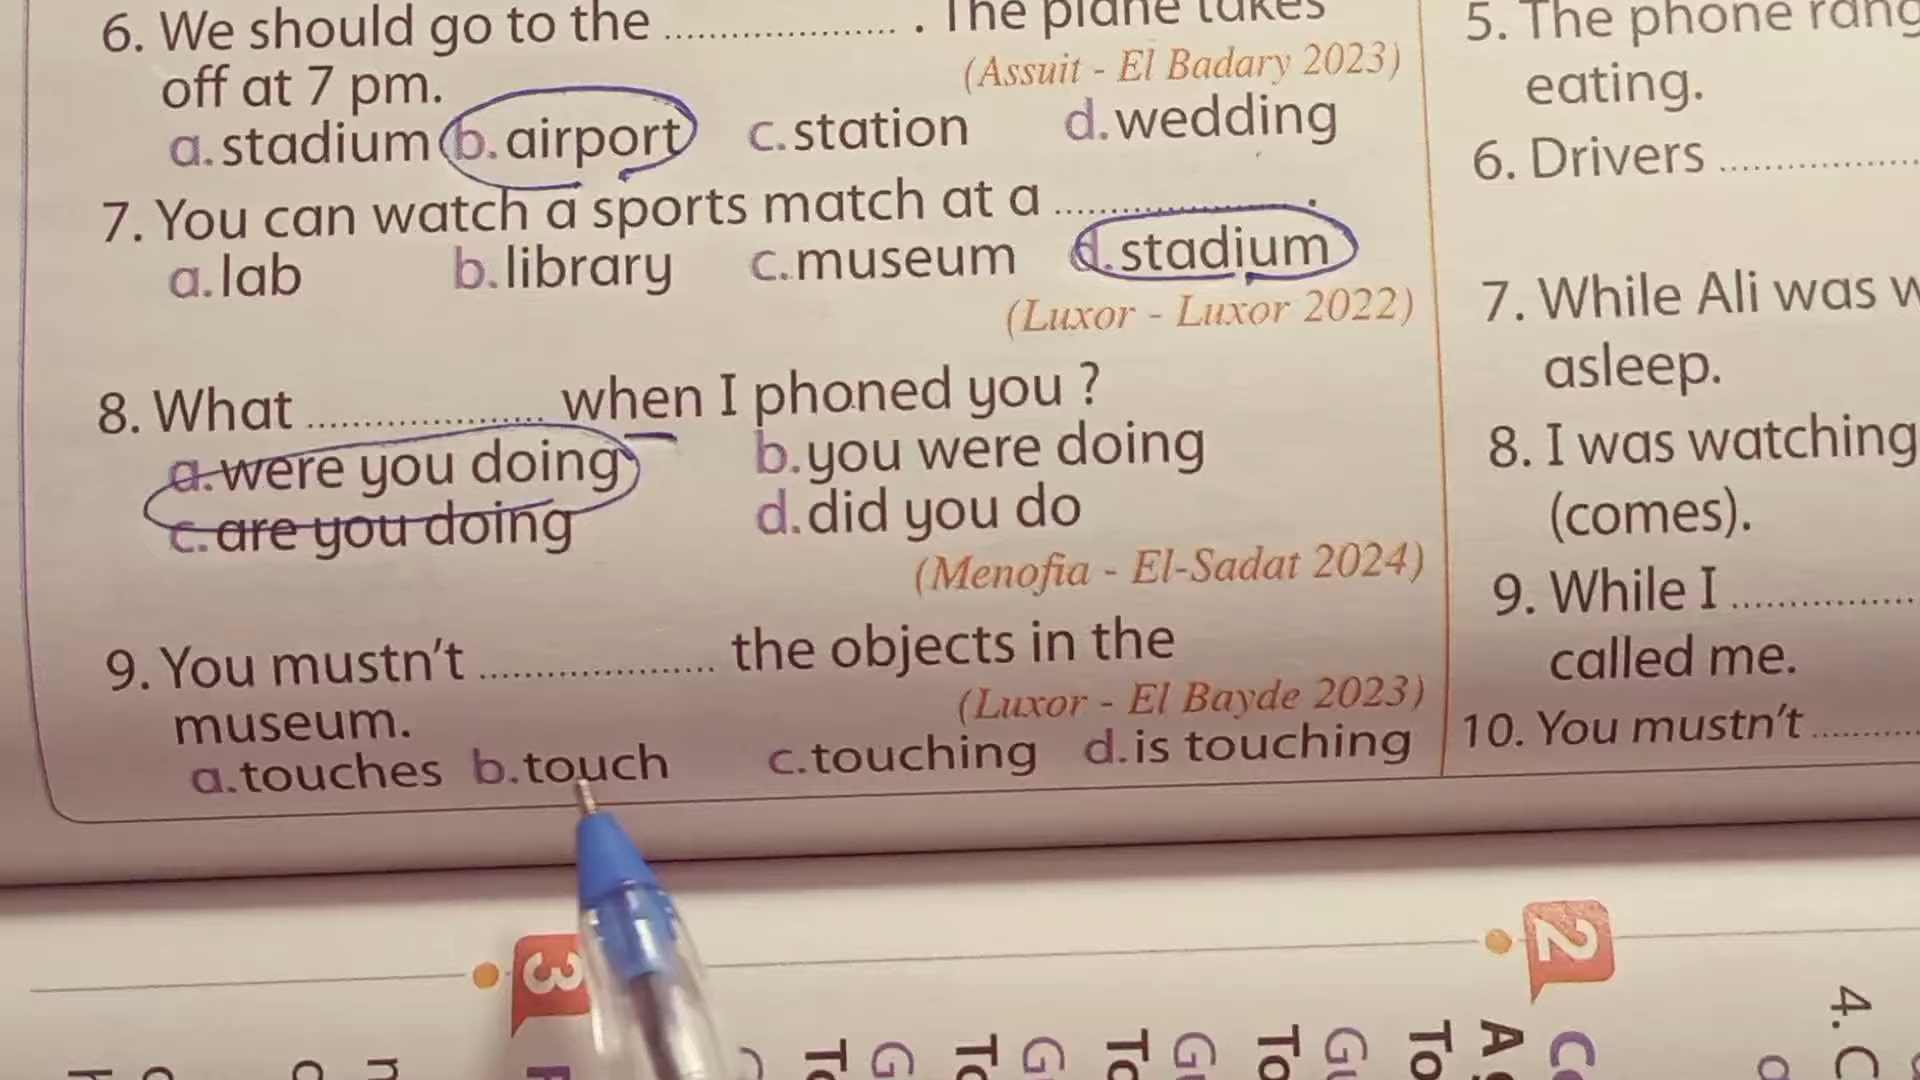 6. We should go to the .................... . The plane takes
(Assuit - El Badary 2023)
off at 7 pm.
a. stadium b. airport c. station d. wedding
7. You can watch a sports match at a .................... .
a. lab b. library c. museum d. stadium
(Luxor - Luxor 2022)
8. What .................... when I phoned you ?
a. were you doing b. you were doing
c. are you doing d. did you do
(Menofia - El-Sadat 2024)
9. You mustn't .................... the objects in the
(Luxor - El Bayde 2023)
museum.
a. touches b. touch c. touching d. is touching
5. The phone rang
eating.
6. Drivers ....................
7. While Ali was w
asleep.
8. I was watching
(comes).
9. While I ....................
called me.
10. You mustn't ..........
3
2
4.